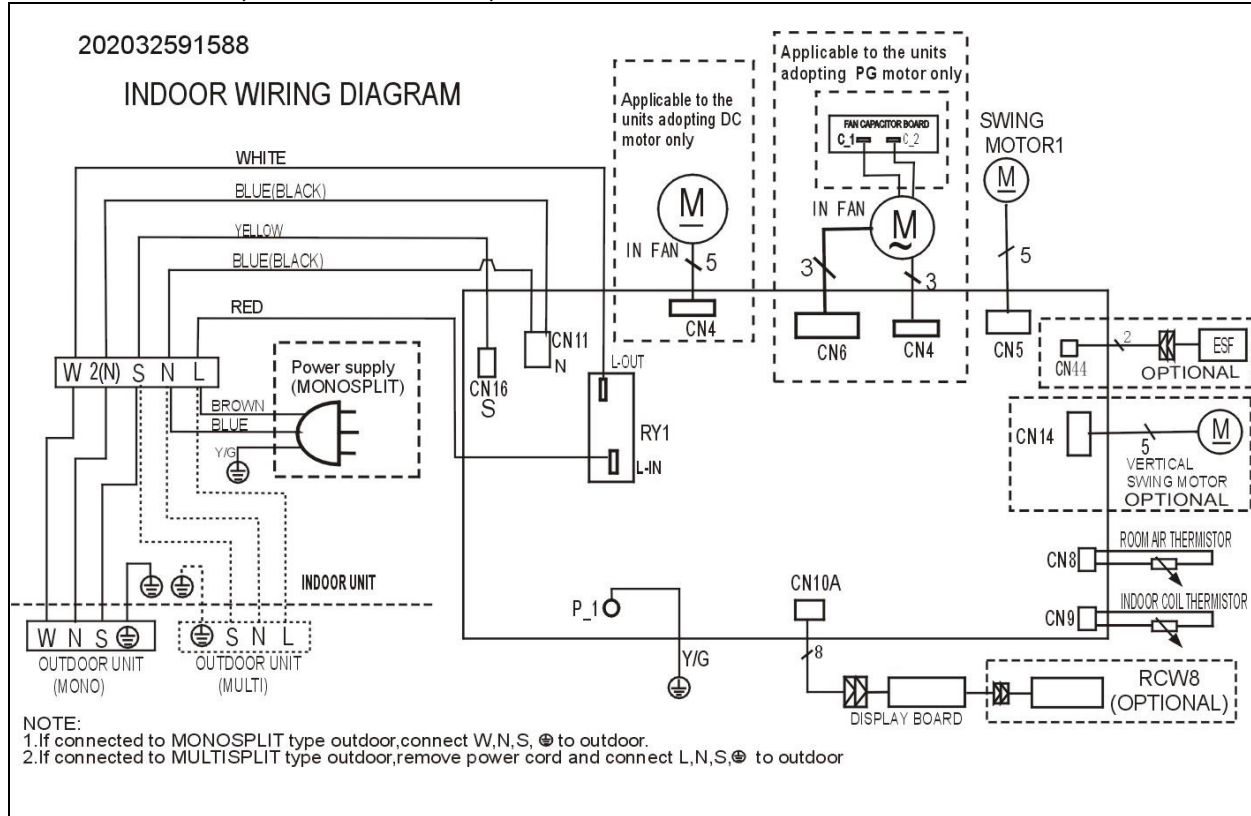 202032591588
INDOOR WIRING DIAGRAM
WHITE
BLUE(BLACK)
YELLOW
BLUE(BLACK)
RED
W 2(N) S N L
Power supply
(MONOSPLIT)
BROWN
BLUE
Y/G
CN16
S
CN11
N
L-OUT
RY1
L-IN
Applicable to the
units adopting DC
motor only
M
IN FAN
5
CN4
Applicable to the units
adopting PG motor only
FAN CAPACITOR BOARD
C_1 C_2
IN FAN
M
~
3
3
CN6
CN4
SWING
MOTOR1
M
5
CN5
CN44
2
ESF
OPTIONAL
CN14
5
M
VERTICAL
SWING MOTOR
OPTIONAL
ROOM AIR THERMISTOR
CN8
INDOOR COIL THERMISTOR
CN9
INDOOR UNIT
W N S
OUTDOOR UNIT
(MONO)
S N L
OUTDOOR UNIT
(MULTI)
P_1
Y/G
CN10A
8
DISPLAY BOARD
RCW8
(OPTIONAL)
NOTE:
1.If connected to MONOSPLIT type outdoor,connect W,N,S, ⏚ to outdoor.
2.If connected to MULTISPLIT type outdoor,remove power cord and connect L,N,S,⏚ to outdoor